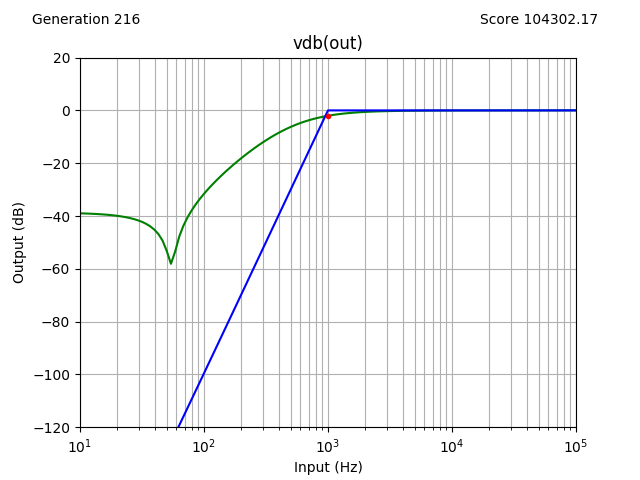 Generation 216
Score 104302.17
vdb(out)
20
0
−20
−40
−60
−80
−100
−120
Output (dB)
10^1
10^2
10^3
10^4
10^5
Input (Hz)